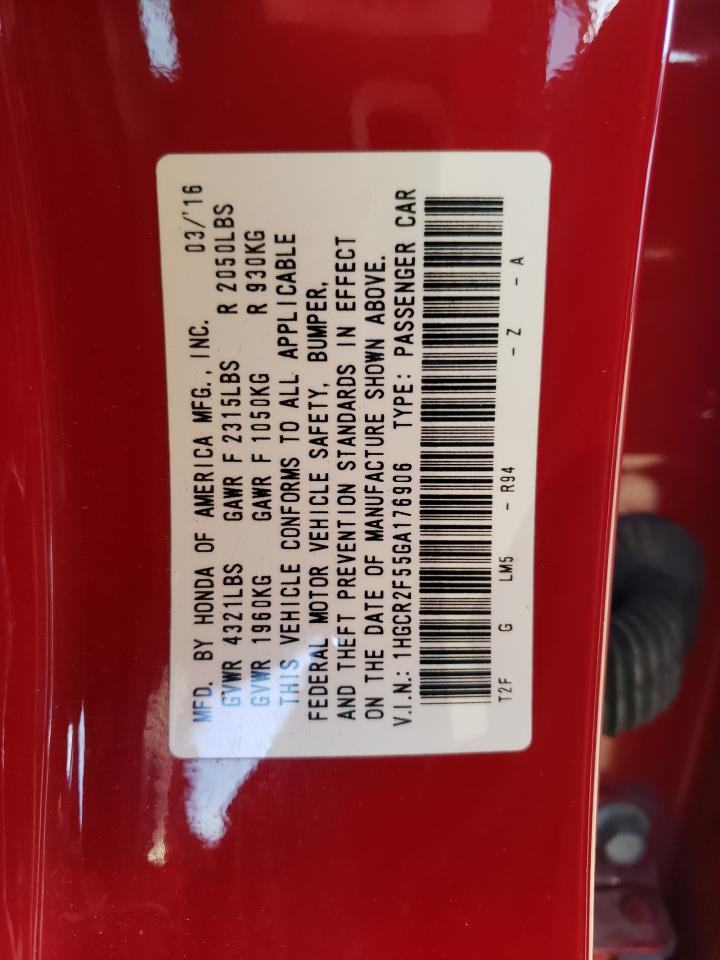 MFD. BY HONDA OF AMERICA MFG., INC. 03/'16
GVWR 4321LBS GAWR F 2315LBS R 2050LBS
GVWR 1960KG GAWR F 1050KG R 930KG
THIS VEHICLE CONFORMS TO ALL APPLICABLE
FEDERAL MOTOR VEHICLE SAFETY, BUMPER,
AND THEFT PREVENTION STANDARDS IN EFFECT
ON THE DATE OF MANUFACTURE SHOWN ABOVE.
V.I.N.: 1HGCR2F55GA176906 TYPE: PASSENGER CAR
T2F G LM5 - R94 - Z - A